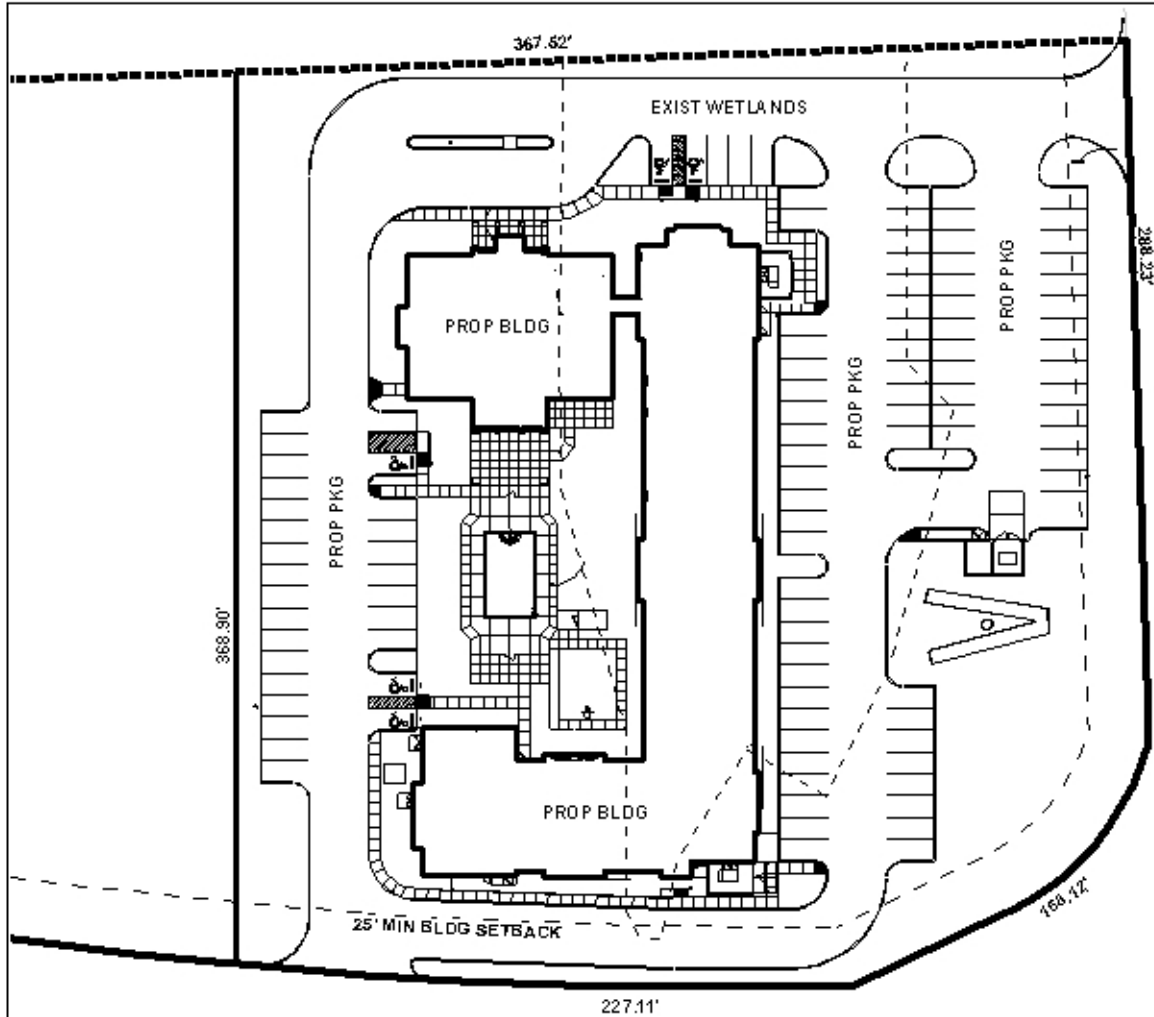 367.52'
EXIST WETLANDS
288.23'
PROP PKG
PROP BLDG
PROP PKG
PROP PKG
368.90'
PROP BLDG
168.12'
25' MIN BLDG SETBACK
227.11'